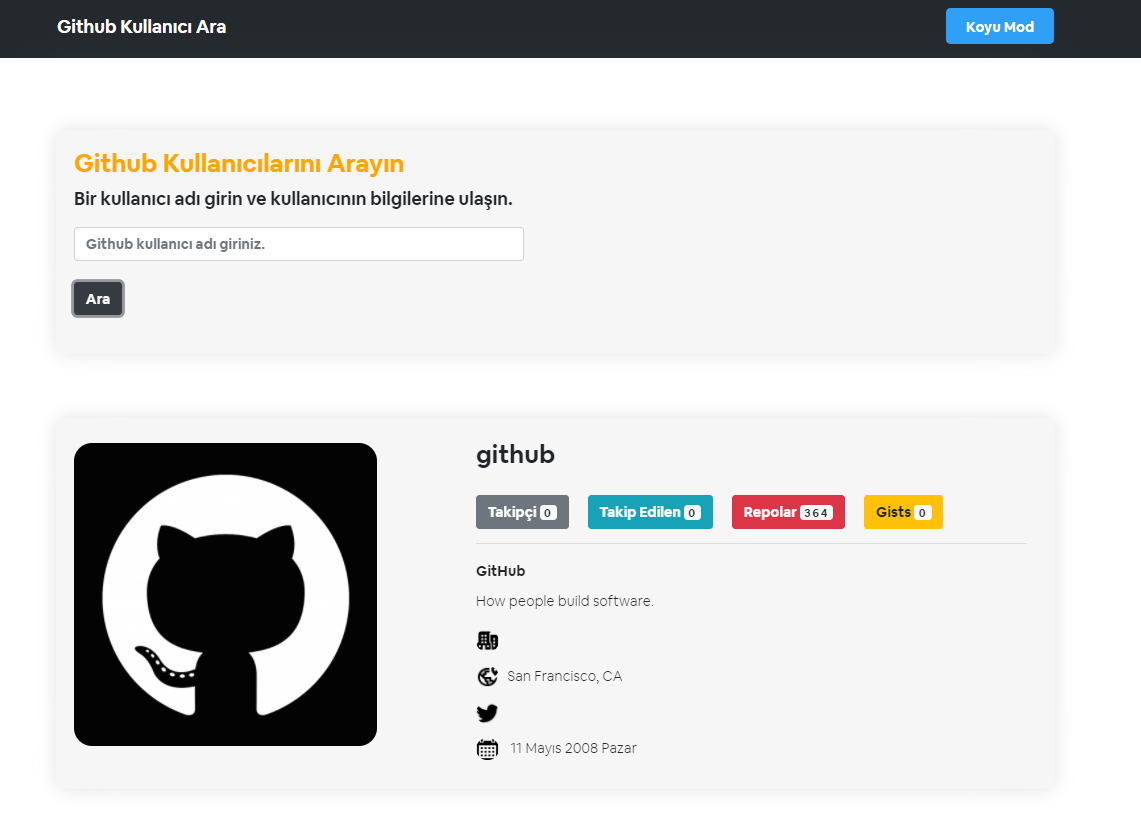 Github Kullanıcı Ara
Koyu Mod
Github Kullanıcılarını Arayın
Bir kullanıcı adı girin ve kullanıcının bilgilerine ulaşın.
Github kullanıcı adı giriniz.
Ara
github
Takipçi 0
Takip Edilen 0
Repolar 364
Gists 0
GitHub
How people build software.
San Francisco, CA
11 Mayıs 2008 Pazar